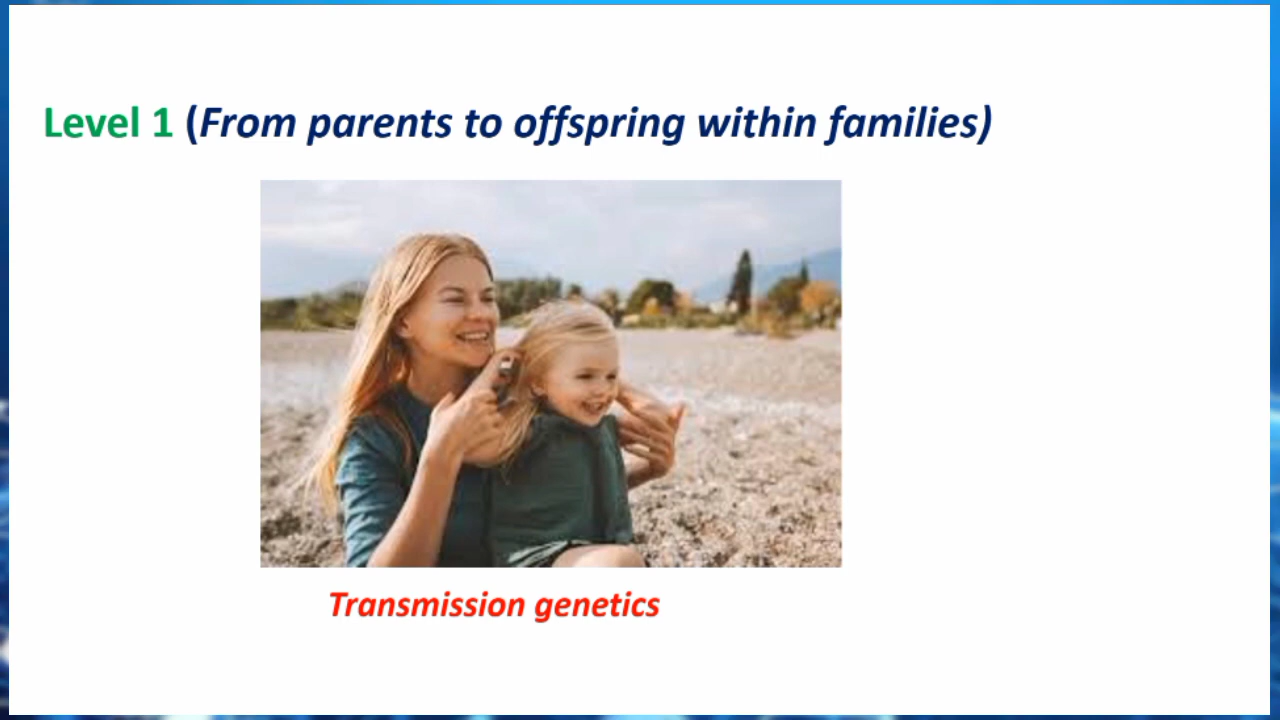 Level 1 (From parents to offspring within families)
Transmission genetics